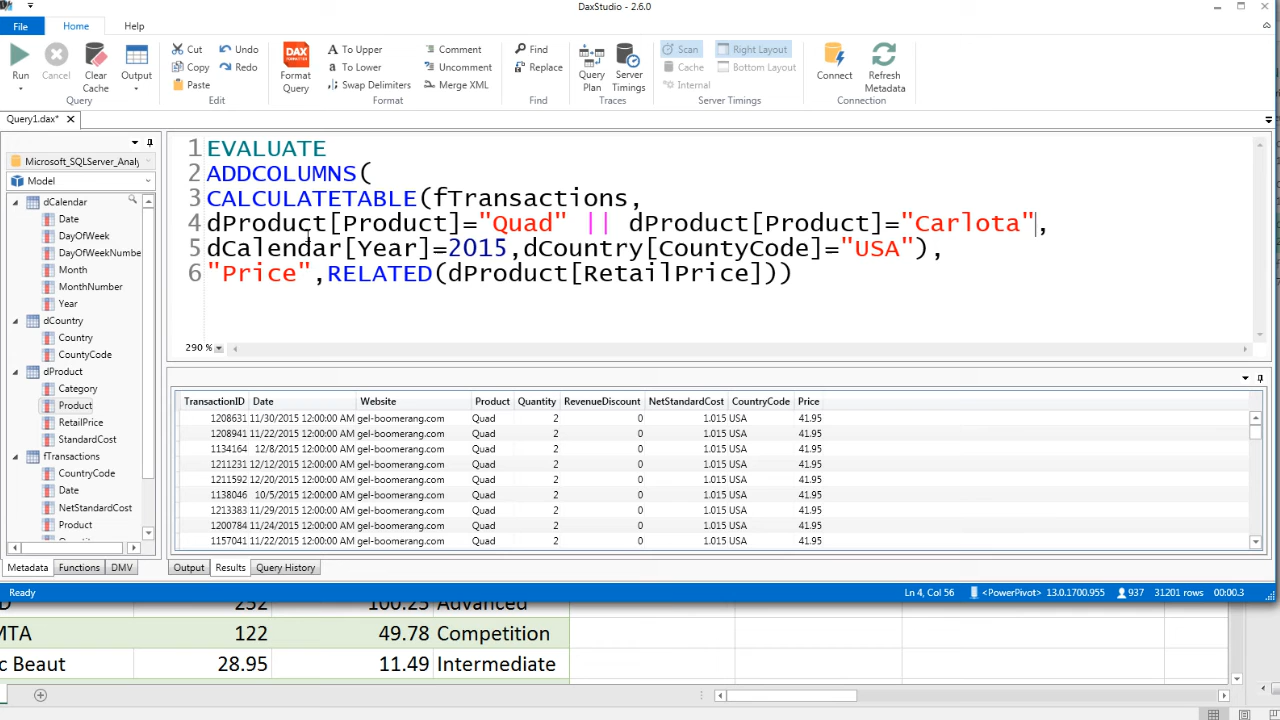 DaxStudio - 2.6.0
File Home Help
Run Cancel Clear Cache Output
Query
Cut Copy Paste Undo Redo
Edit
Format Query To Upper To Lower Swap Delimiters Comment Uncomment Merge XML
Format
Find Replace
Find
Query Plan Server Timings
Traces
Scan Cache Internal Right Layout Bottom Layout
Server Timings
Connect Refresh Metadata
Connection
Query1.dax*
Microsoft_SQLServer_Analy
Model
dCalendar
Date
DayOfWeek
DayOfWeekNumbe
Month
MonthNumber
Year
dCountry
Country
CountyCode
dProduct
Category
Product
RetailPrice
StandardCost
fTransactions
CountryCode
Date
NetStandardCost
Product
Metadata Functions DMV
1 EVALUATE
2 ADDCOLUMNS(
3 CALCULATETABLE(fTransactions,
4 dProduct[Product]="Quad" || dProduct[Product]="Carlota",
5 dCalendar[Year]=2015,dCountry[CountyCode]="USA"),
6 "Price",RELATED(dProduct[RetailPrice]))
290 %
TransactionID Date Website Product Quantity RevenueDiscount NetStandardCost CountryCode Price
1208631 11/30/2015 12:00:00 AM gel-boomerang.com Quad 2 0 1.015 USA 41.95
1208941 11/22/2015 12:00:00 AM gel-boomerang.com Quad 2 0 1.015 USA 41.95
1134164 12/8/2015 12:00:00 AM gel-boomerang.com Quad 2 0 1.015 USA 41.95
1211231 12/12/2015 12:00:00 AM gel-boomerang.com Quad 2 0 1.015 USA 41.95
1211592 12/20/2015 12:00:00 AM gel-boomerang.com Quad 2 0 1.015 USA 41.95
1138046 10/5/2015 12:00:00 AM gel-boomerang.com Quad 2 0 1.015 USA 41.95
1213383 11/29/2015 12:00:00 AM gel-boomerang.com Quad 2 0 1.015 USA 41.95
1200784 11/24/2015 12:00:00 AM gel-boomerang.com Quad 2 0 1.015 USA 41.95
1157041 11/22/2015 12:00:00 AM gel-boomerang.com Quad 2 0 1.015 USA 41.95
Output Results Query History
Ready Ln 4, Col 56 <PowerPivot> 13.0.1700.955 937 31201 rows 00:00.3
252 100.25 Advanced
MTA 122 49.78 Competition
c Beaut 28.95 11.49 Intermediate